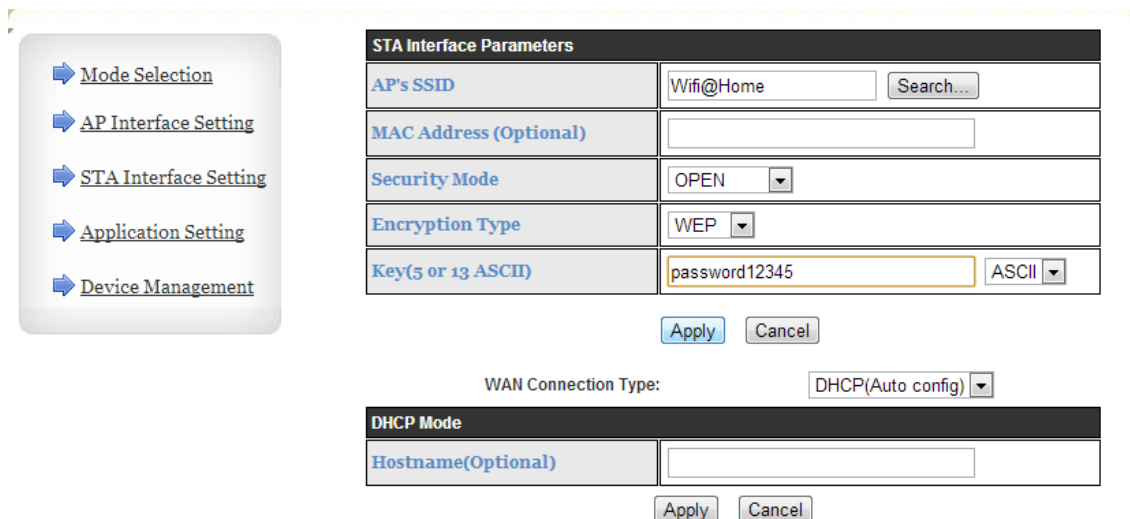 Mode Selection
AP Interface Setting
STA Interface Setting
Application Setting
Device Management
STA Interface Parameters
AP's SSID Wifi@Home Search...
MAC Address (Optional)
Security Mode OPEN
Encryption Type WEP
Key(5 or 13 ASCII) password12345 ASCII
Apply Cancel
WAN Connection Type: DHCP(Auto config)
DHCP Mode
Hostname(Optional)
Apply Cancel